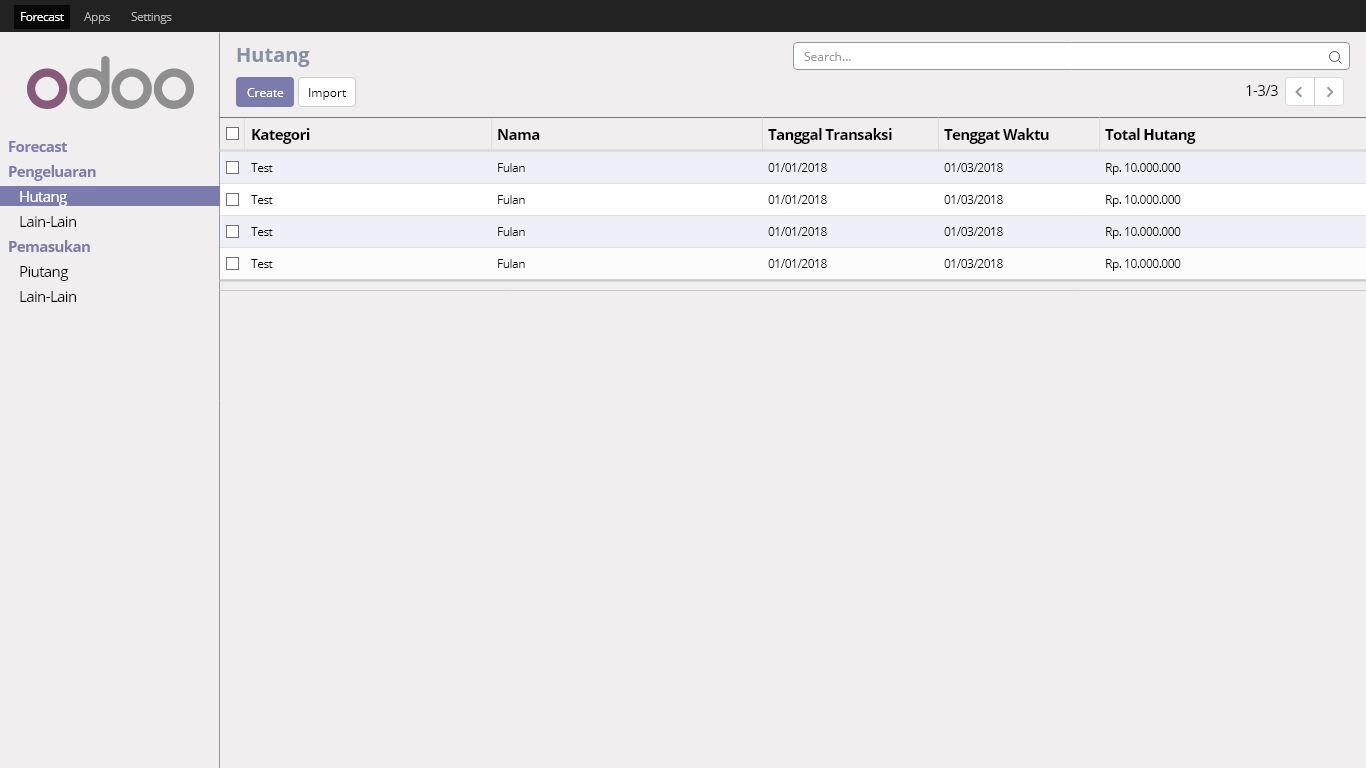 Forecast Apps Settings
odoo
Forecast
Pengeluaran
Hutang
Lain-Lain
Pemasukan
Piutang
Lain-Lain
Hutang
Search...
Create Import
1-3/3
Kategori Nama Tanggal Transaksi Tenggat Waktu Total Hutang
Test Fulan 01/01/2018 01/03/2018 Rp. 10.000.000
Test Fulan 01/01/2018 01/03/2018 Rp. 10.000.000
Test Fulan 01/01/2018 01/03/2018 Rp. 10.000.000
Test Fulan 01/01/2018 01/03/2018 Rp. 10.000.000